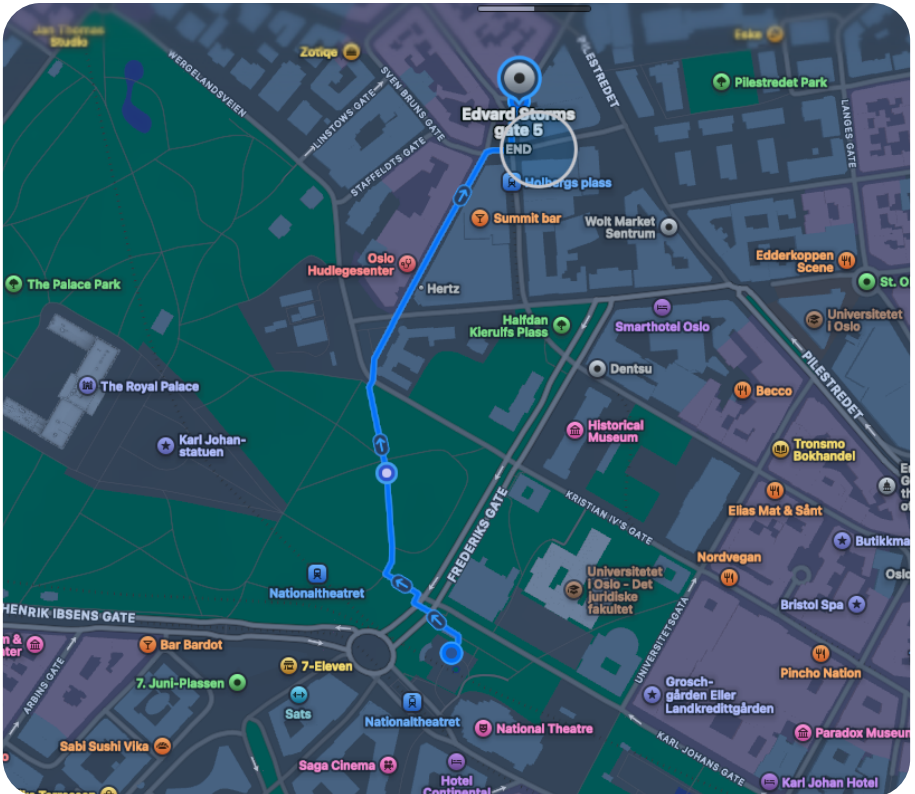 Jan Thomas
Studio
Zotiqe
Eske
PILESTREDET
WERGELANDSVEIEN
SVEN BRUNS GATE
LINSTOWS GATE
STAFFELDTS GATE
Edvard Storms
gate 5
END
Pilestredet Park
LANGES GATE
Holbergs plass
Summit bar
Wolt Market
Sentrum
Oslo
Hudlegesenter
Edderkoppen
Scene
The Palace Park
Hertz
St. O
Halfdan
Kierulfs Plass
Smarthotel Oslo
Universitetet
i Oslo
The Royal Palace
Dentsu
PILESTREDET
Becco
Karl Johan-
statuen
Historical
Museum
Tronsmo
Bokhandel
FREDERIKS GATE
KRISTIAN IV'S GATE
Elias Mat & Sånt
Butikkma
Nordvegan
Oslo
Nationaltheatret
Universitetet
i Oslo - Det
juridiske
fakultet
Bristol Spa
HENRIK IBSENS GATE
UNIVERSITETSGATA
Bar Bardot
7-Eleven
Pincho Nation
ARBINS GATE
7. Juni-Plassen
Sats
Grosch-
gården Eller
Landkredittgården
Nationaltheatret
National Theatre
Paradox Museum
Sabi Sushi Vika
Saga Cinema
KARL JOHANS GATE
Hotel
Continental
Karl Johan Hotel